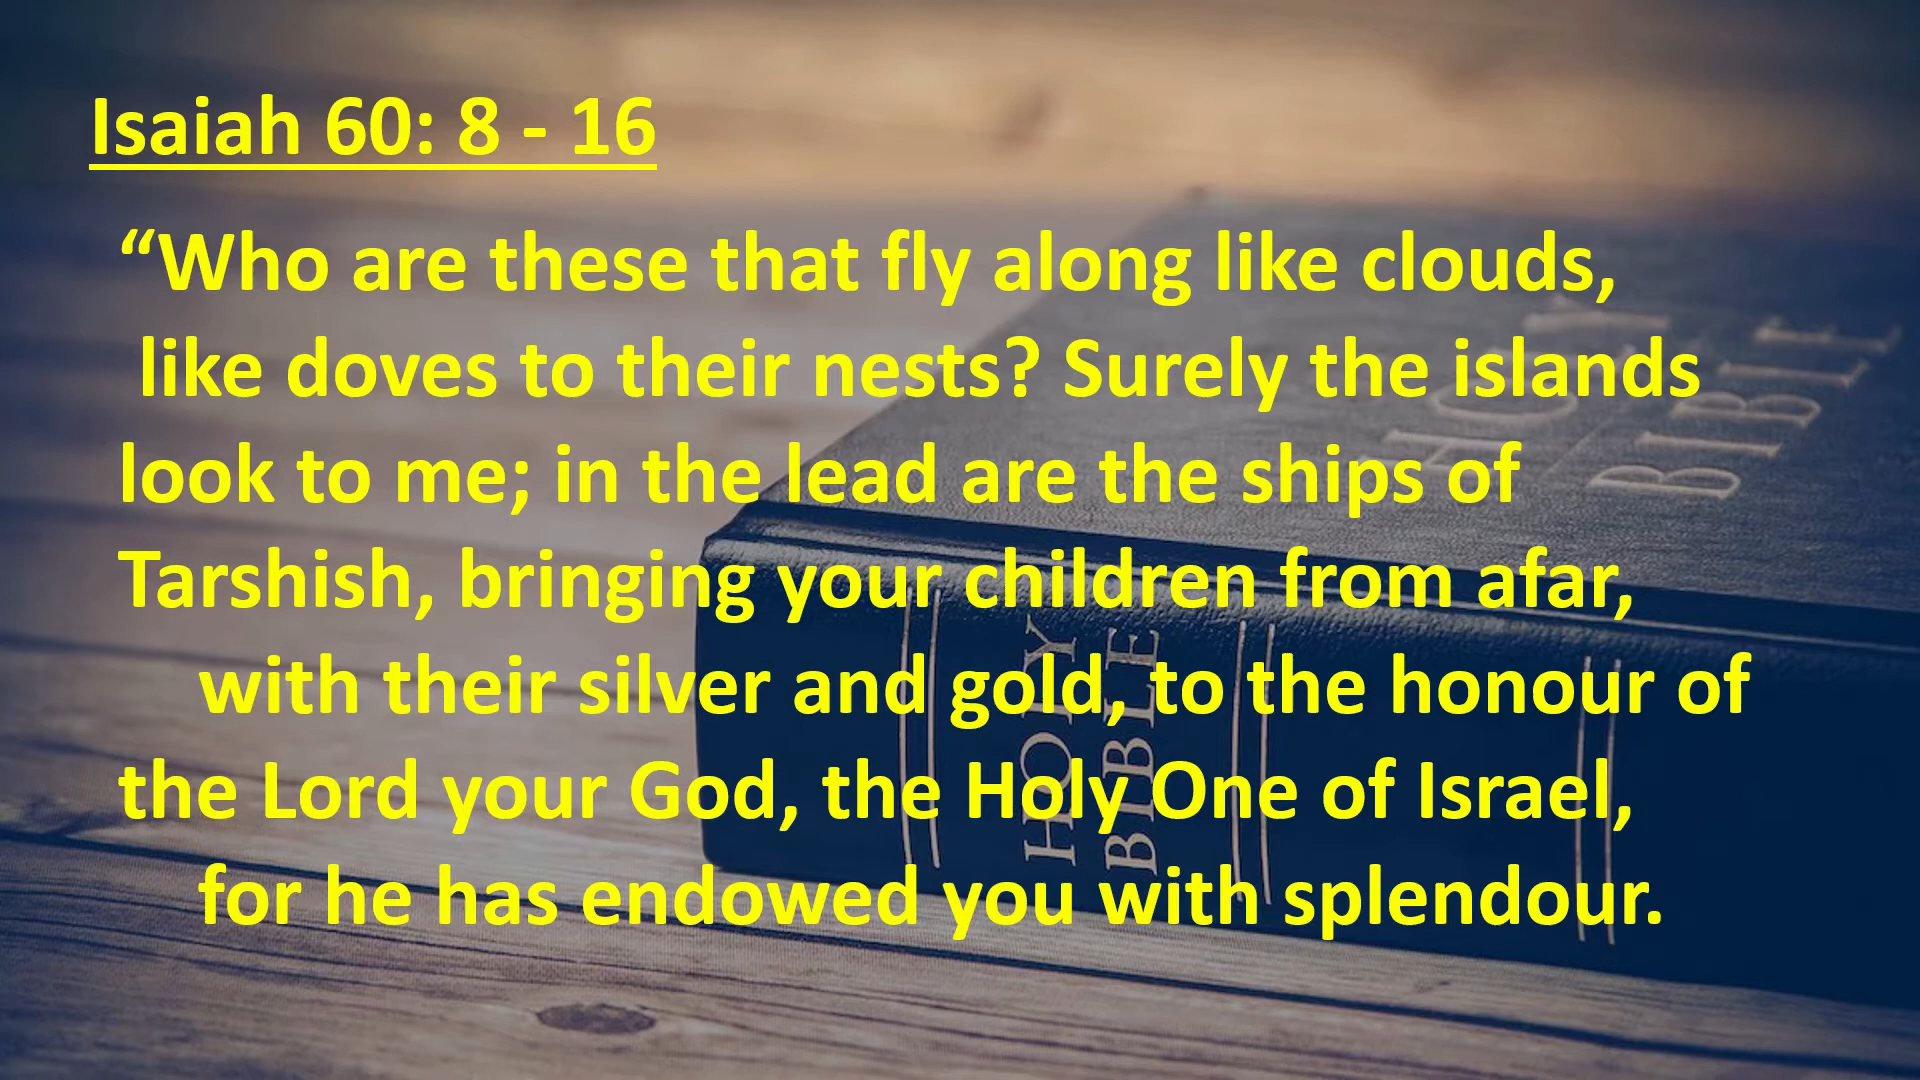 Isaiah 60: 8 - 16
“Who are these that fly along like clouds,
like doves to their nests? Surely the islands
look to me; in the lead are the ships of
Tarshish, bringing your children from afar,
with their silver and gold, to the honour of
the Lord your God, the Holy One of Israel,
for he has endowed you with splendour.
HOLY
BIBLE
HOLY
BIBLE